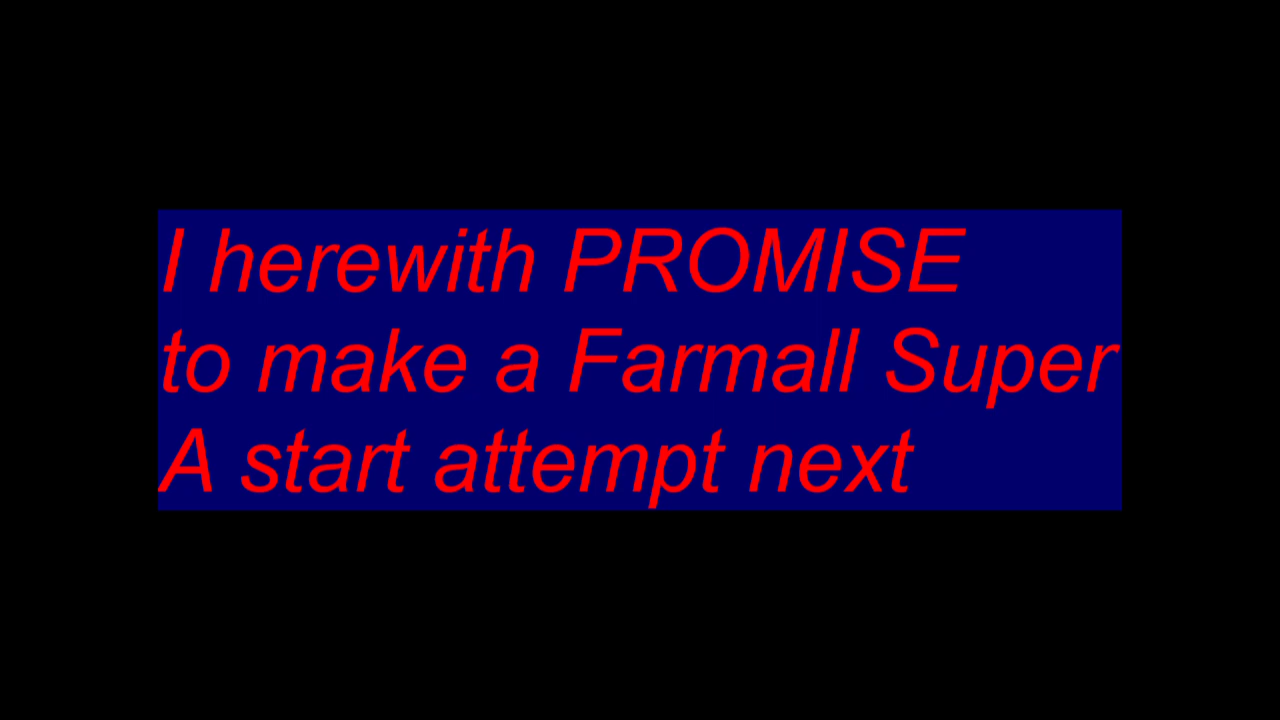 I herewith PROMISE
to make a Farmall Super
A start attempt next